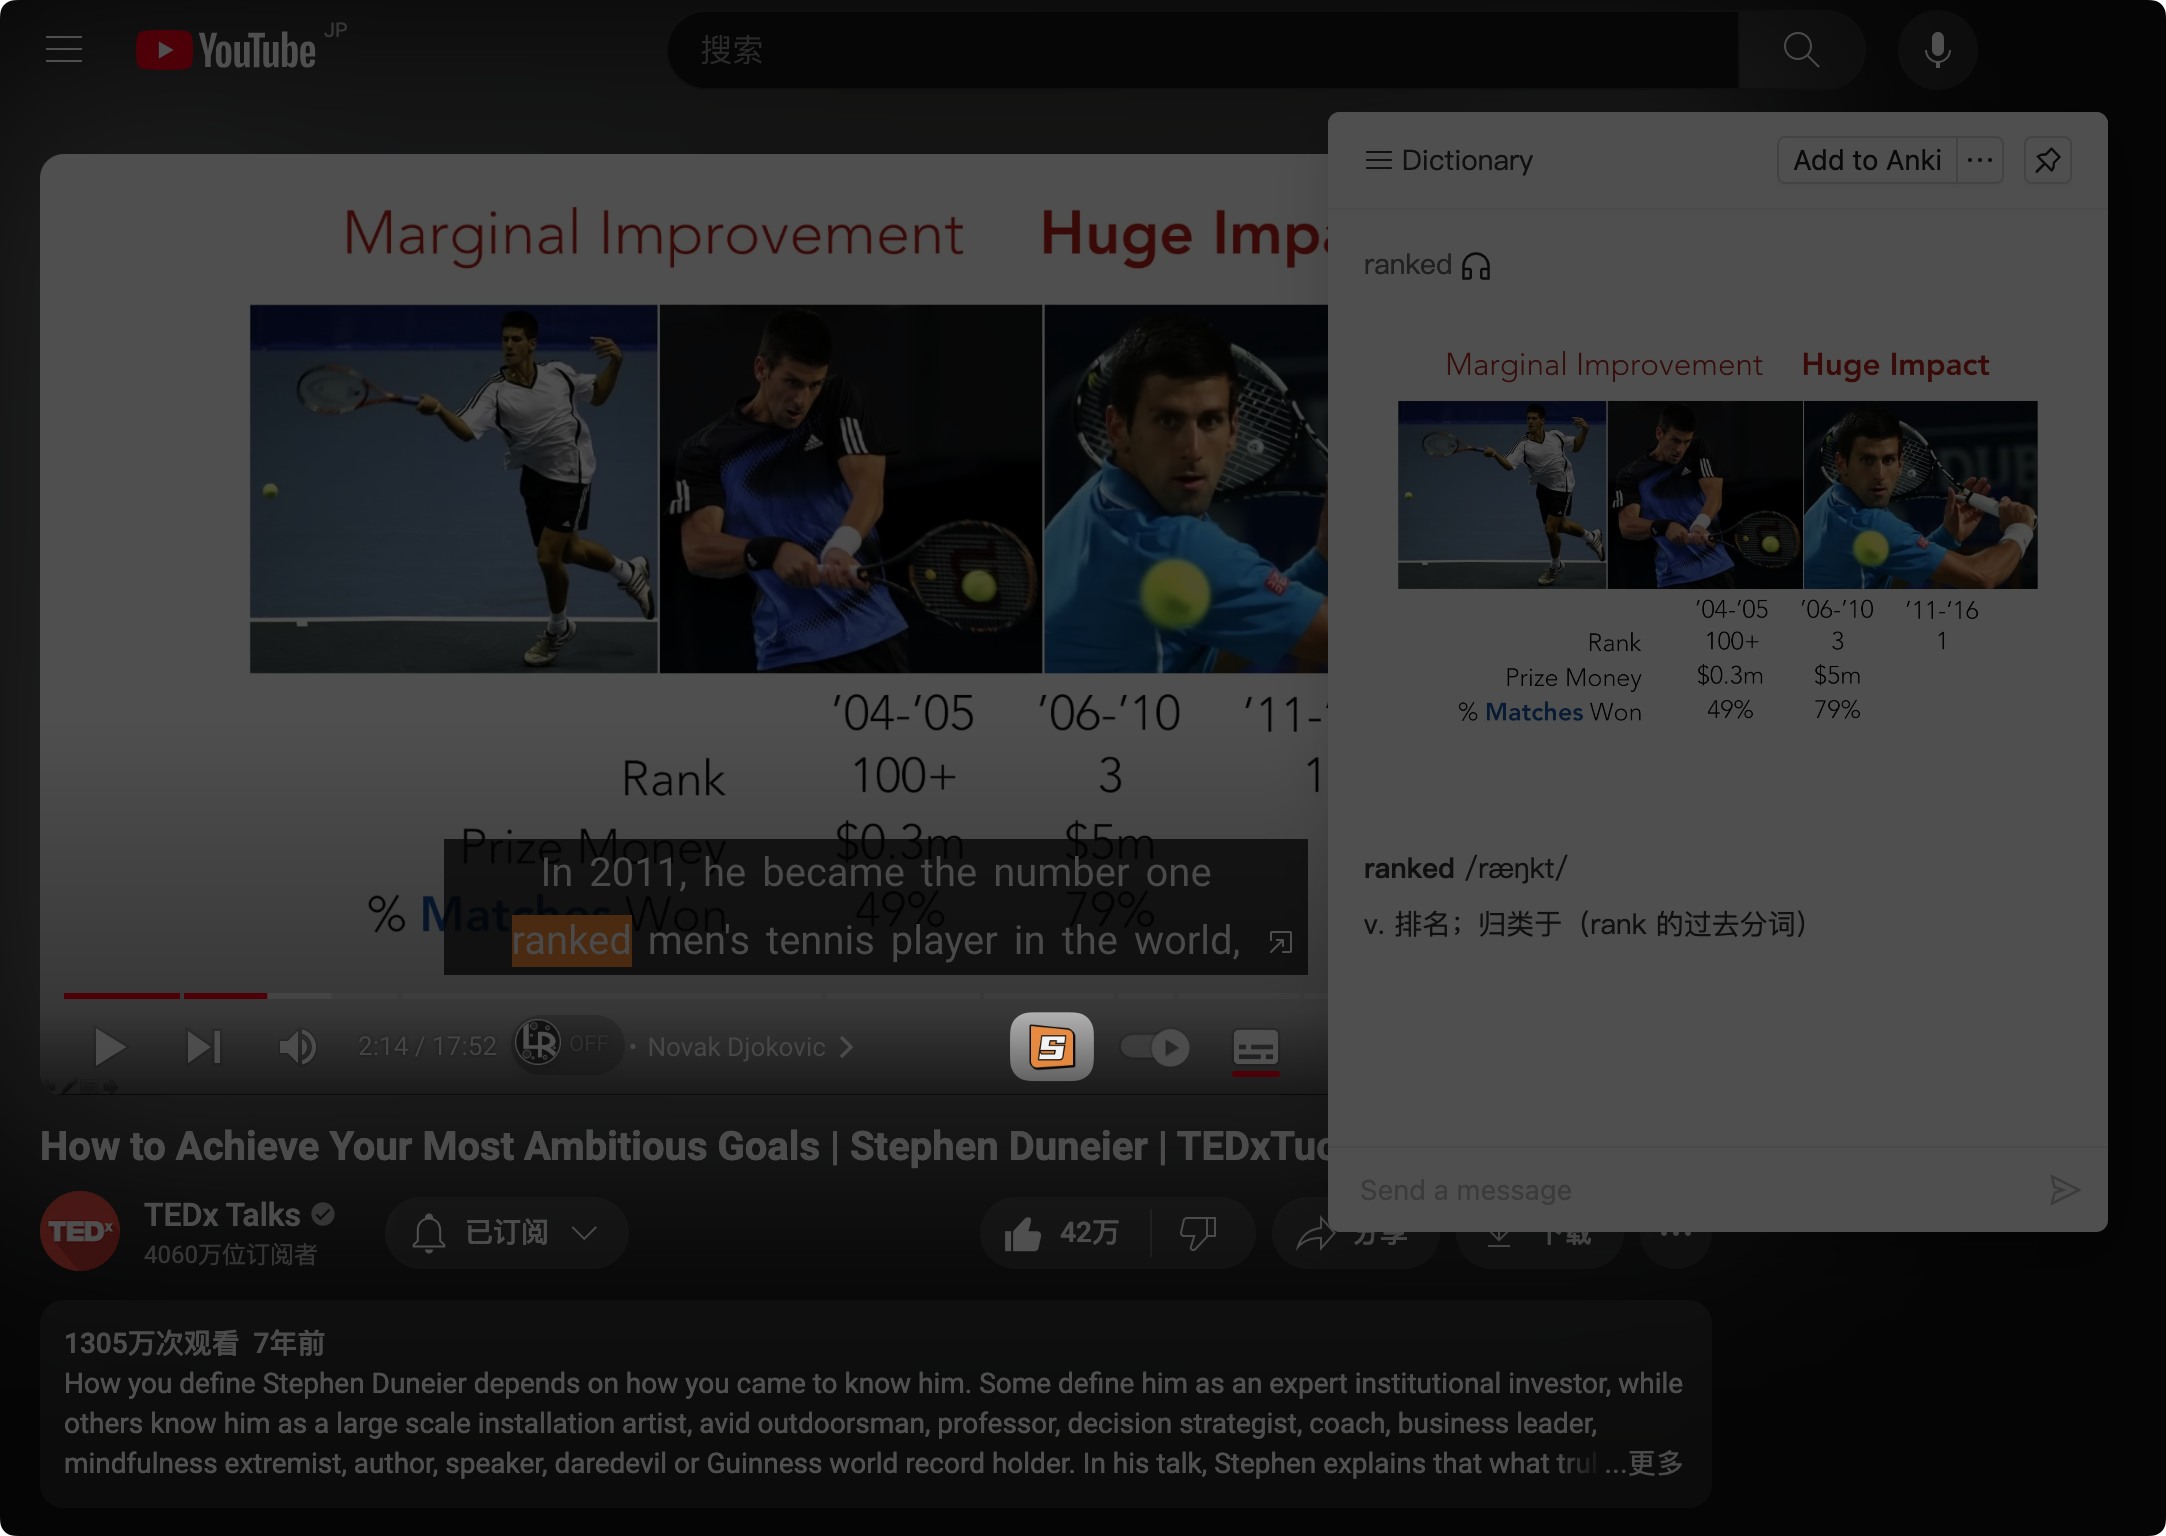 YouTube JP
搜索
Marginal Improvement Huge Impa
'04-'05 '06-'10 '11-'
Rank 100+ 3 1
Prize Money $0.3m $5m
% Matches Won 49% 79%
In 2011, he became the number one
ranked men's tennis player in the world,
2:14 / 17:52 LR OFF • Novak Djokovic
S
Dictionary Add to Anki
ranked
Marginal Improvement Huge Impact
DUB
'04-'05 '06-'10 '11-'16
Rank 100+ 3 1
Prize Money $0.3m $5m
% Matches Won 49% 79%
ranked /ræŋkt/
v. 排名；归类于（rank 的过去分词）
Send a message
How to Achieve Your Most Ambitious Goals | Stephen Duneier | TEDxTuc
TEDx
TEDx Talks
4060万位订阅者
已订阅
42万
分享
下载
1305万次观看 7年前
How you define Stephen Duneier depends on how you came to know him. Some define him as an expert institutional investor, while
others know him as a large scale installation artist, avid outdoorsman, professor, decision strategist, coach, business leader,
mindfulness extremist, author, speaker, daredevil or Guinness world record holder. In his talk, Stephen explains that what trul ...更多